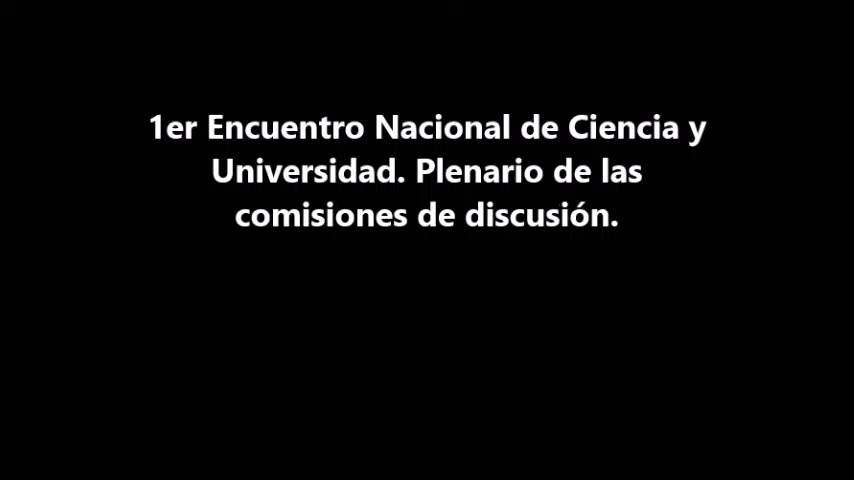 1er Encuentro Nacional de Ciencia y
Universidad. Plenario de las
comisiones de discusión.